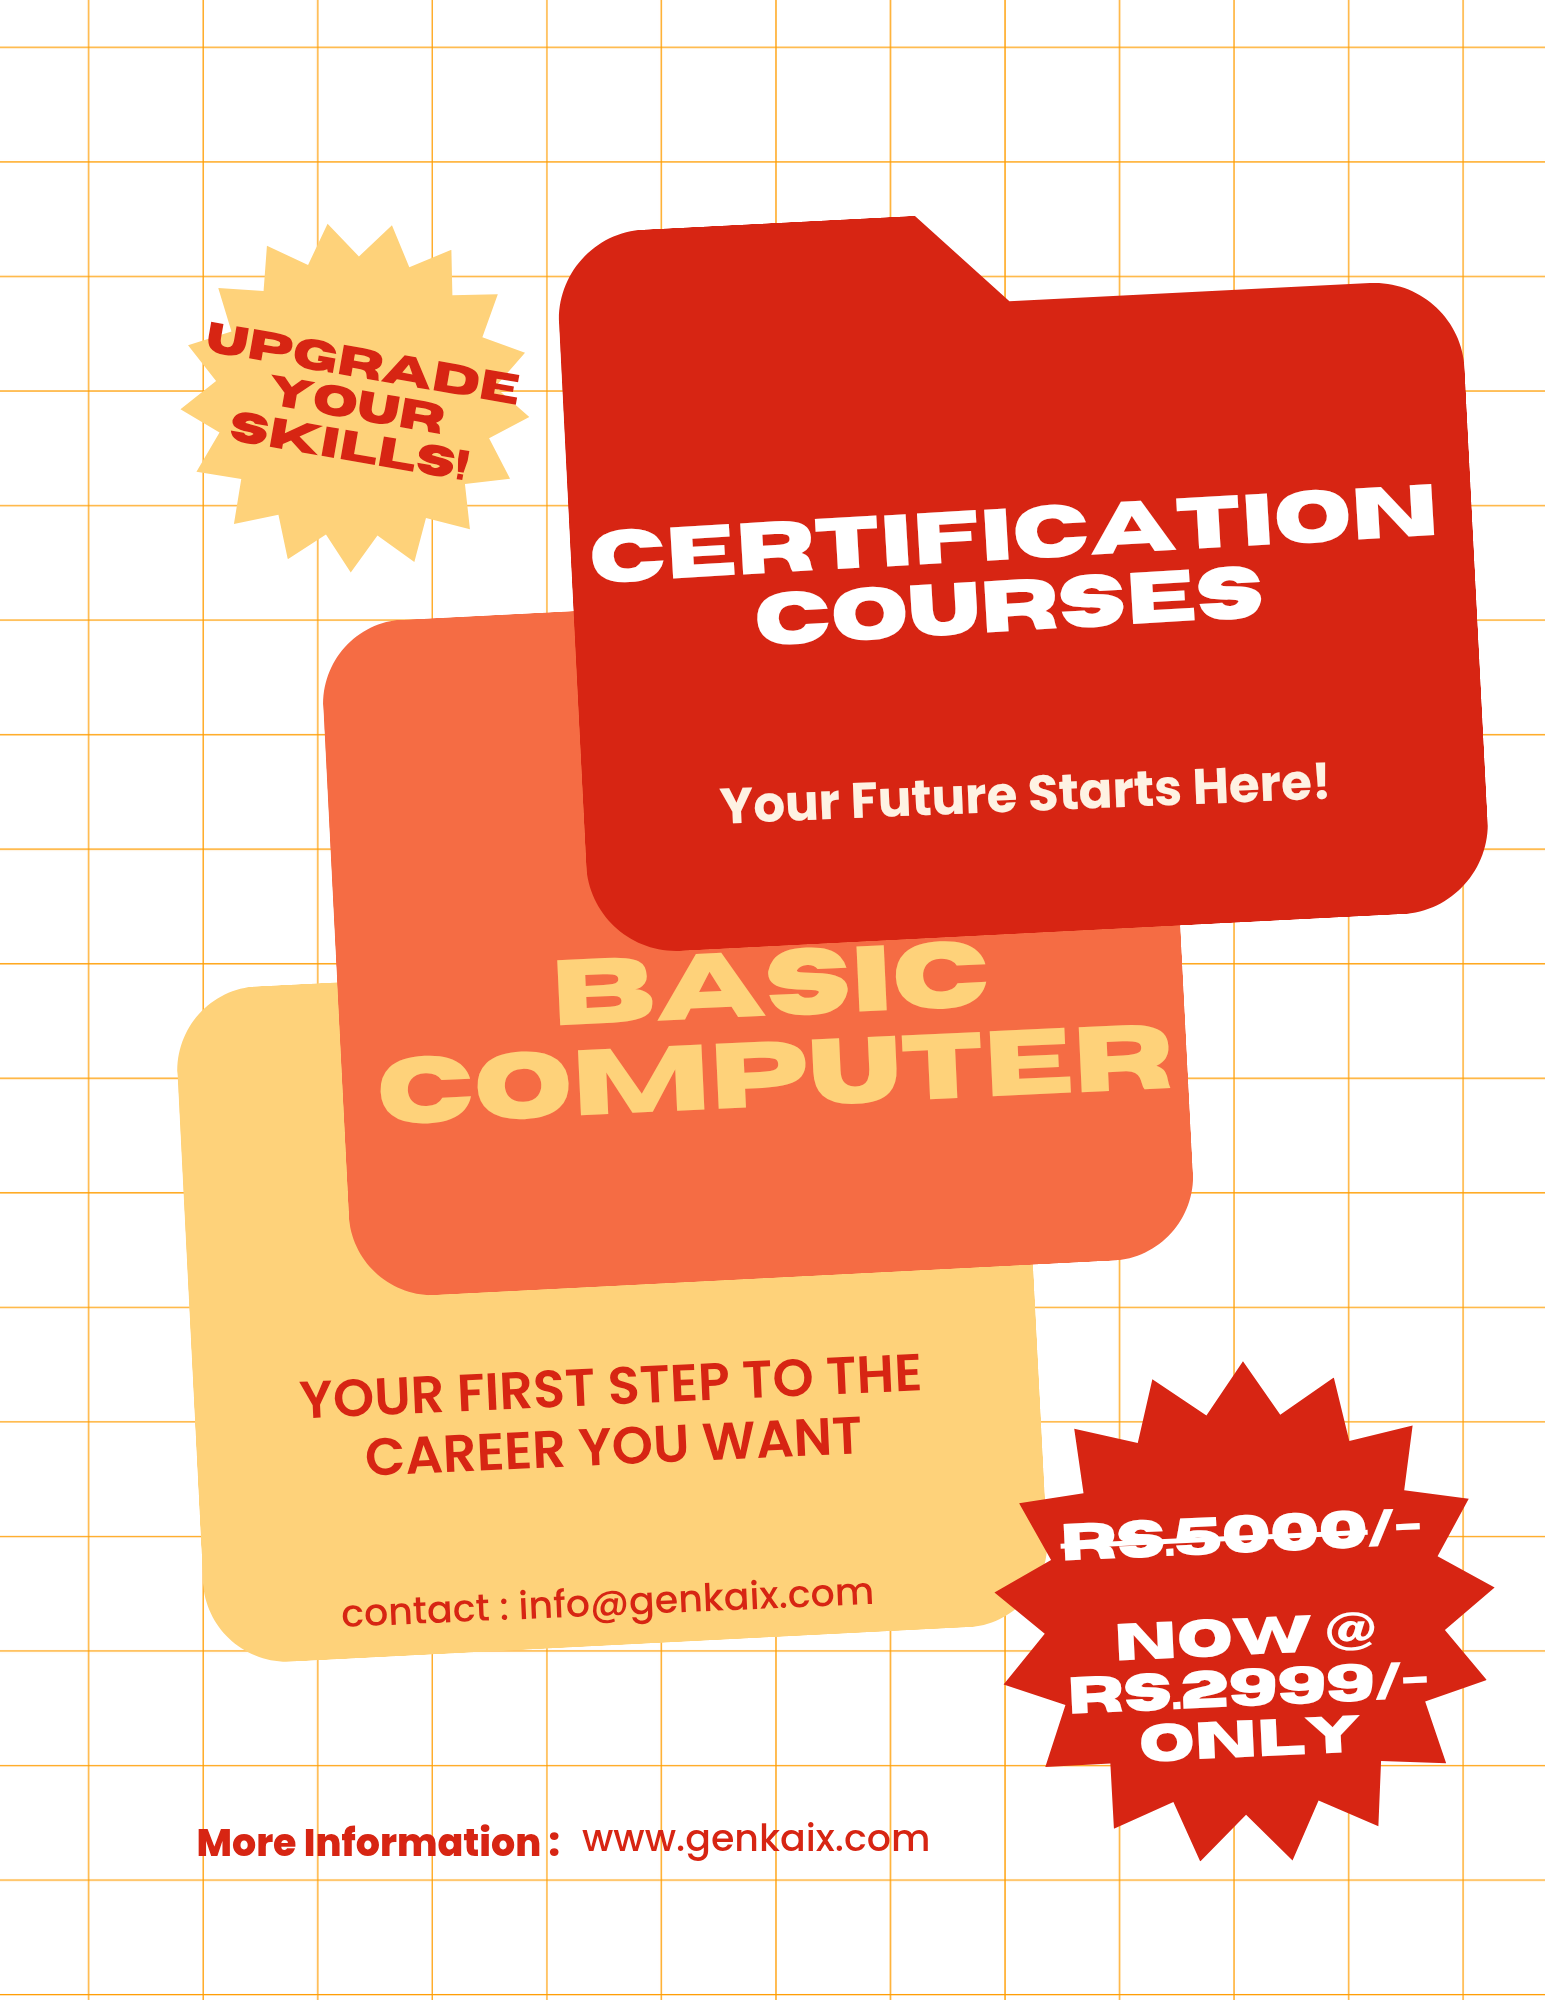 UPGRADE
YOUR
SKILLS!
CERTIFICATION
COURSES
Your Future Starts Here!
BASIC
COMPUTER
YOUR FIRST STEP TO THE
CAREER YOU WANT
contact : info@genkaix.com
RS.5000/-
NOW @
RS.2999/-
ONLY
More Information : www.genkaix.com